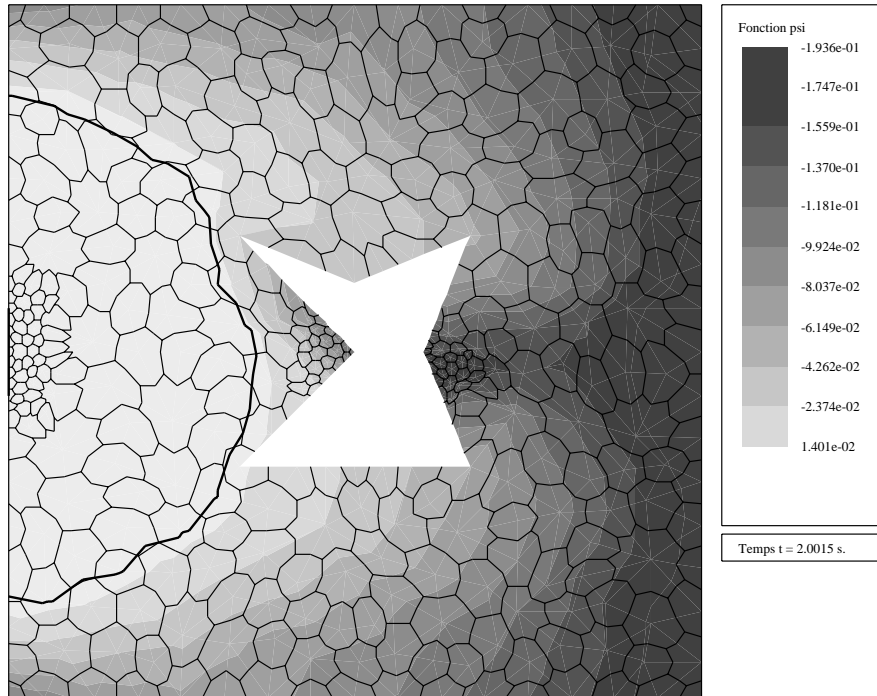 Fonction psi
-1.936e-01
-1.747e-01
-1.559e-01
-1.370e-01
-1.181e-01
-9.924e-02
-8.037e-02
-6.149e-02
-4.262e-02
-2.374e-02
1.401e-02
Temps t = 2.0015 s.